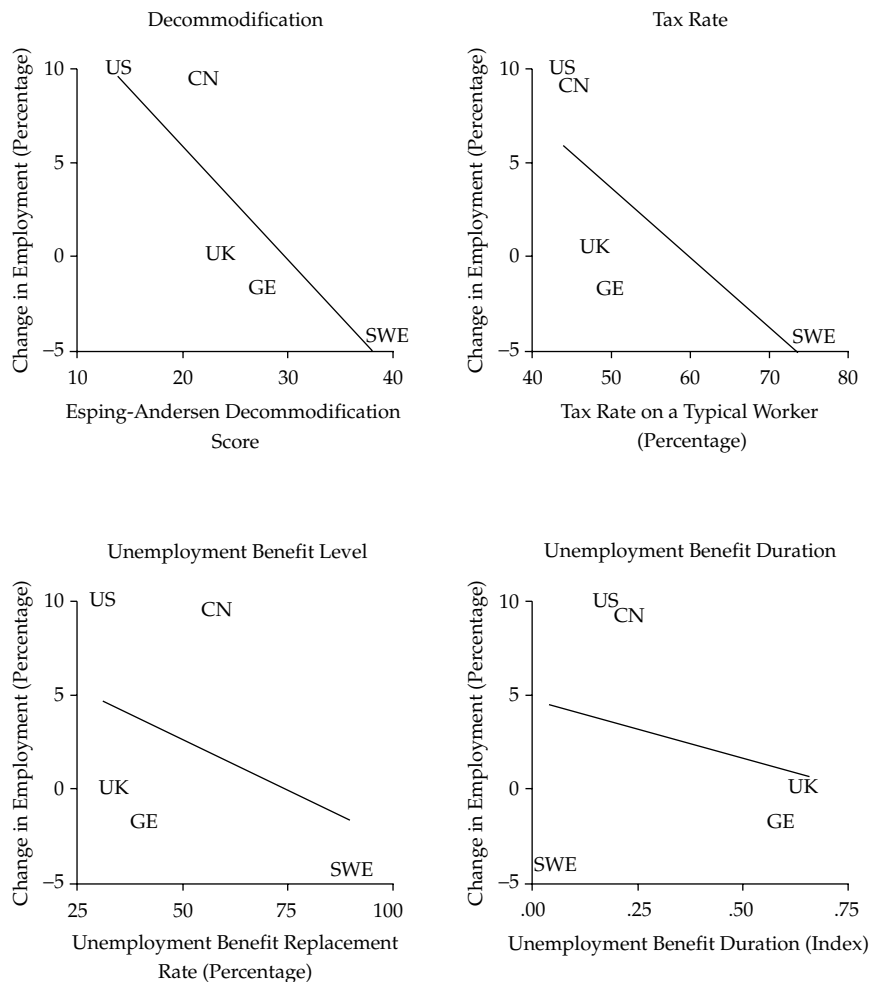 Decommodification
Change in Employment (Percentage)
10
5
0
−5
US
CN
UK
GE
SWE
10 20 30 40
Esping-Andersen Decommodification
Score
Tax Rate
Change in Employment (Percentage)
10
5
0
−5
US
CN
UK
GE
SWE
40 50 60 70 80
Tax Rate on a Typical Worker
(Percentage)
Unemployment Benefit Level
Change in Employment (Percentage)
10
5
0
−5
US
CN
UK
GE
SWE
25 50 75 100
Unemployment Benefit Replacement
Rate (Percentage)
Unemployment Benefit Duration
Change in Employment (Percentage)
10
5
0
−5
US
CN
UK
GE
SWE
.00 .25 .50 .75
Unemployment Benefit Duration (Index)